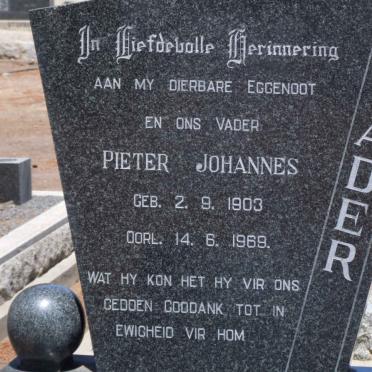 In Liefdevolle Herinnering
AAN MY DIERBARE EGGENOOT
EN ONS VADER
PIETER JOHANNES
GEB. 2. 9. 1903
OORL. 14. 6. 1969.
WAT HY KON HET HY VIR ONS
GEDOEN GODDANK TOT IN
EWIGHEID VIR HOM
ADER